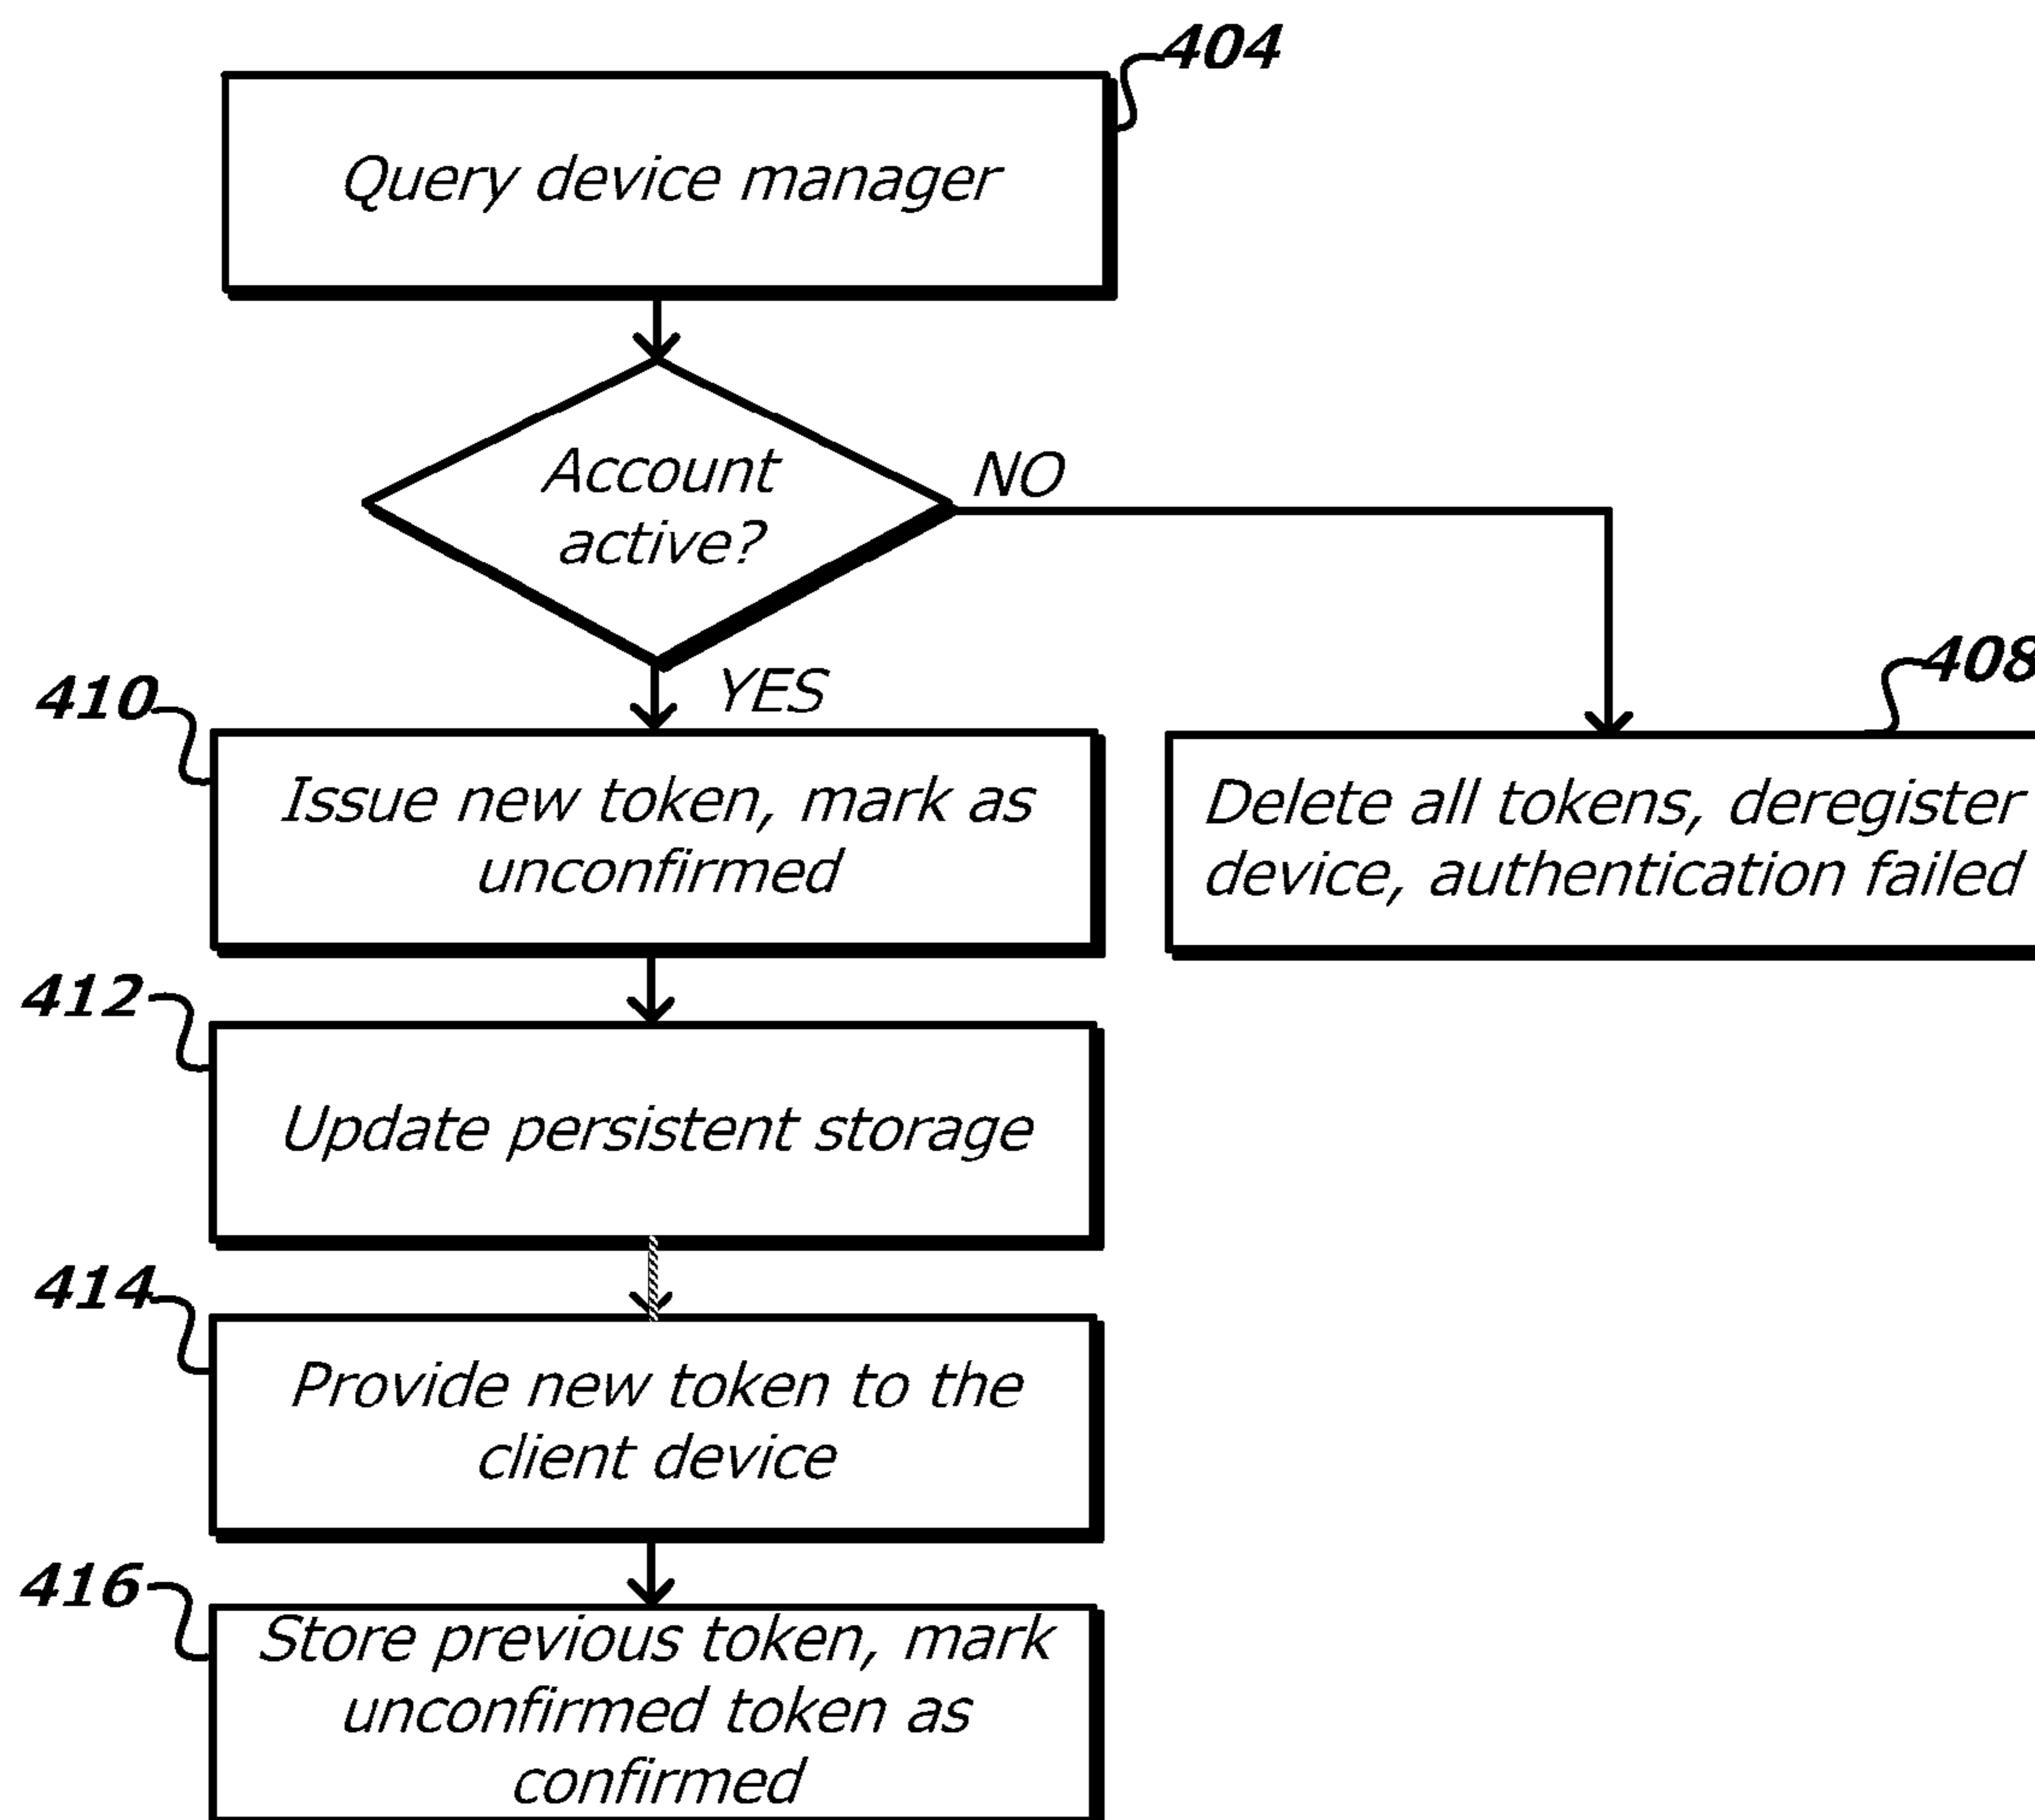 404
Query device manager
Account
active?
NO
YES
408
410
Issue new token, mark as
unconfirmed
Delete all tokens, deregister
device, authentication failed
412
Update persistent storage
414
Provide new token to the
client device
416
Store previous token, mark
unconfirmed token as
confirmed